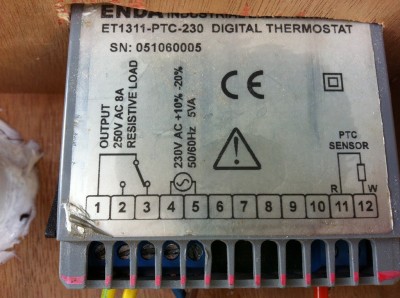 ENDA INDUSTRIAL
ET1311-PTC-230 DIGITAL THERMOSTAT
SN: 051060005
OUTPUT
250V AC 8A
RESISTIVE LOAD
230V AC +10% -20%
50/60Hz 5VA
CE
PTC
SENSOR
R W
1 2 3 4 5 6 7 8 9 10 11 12